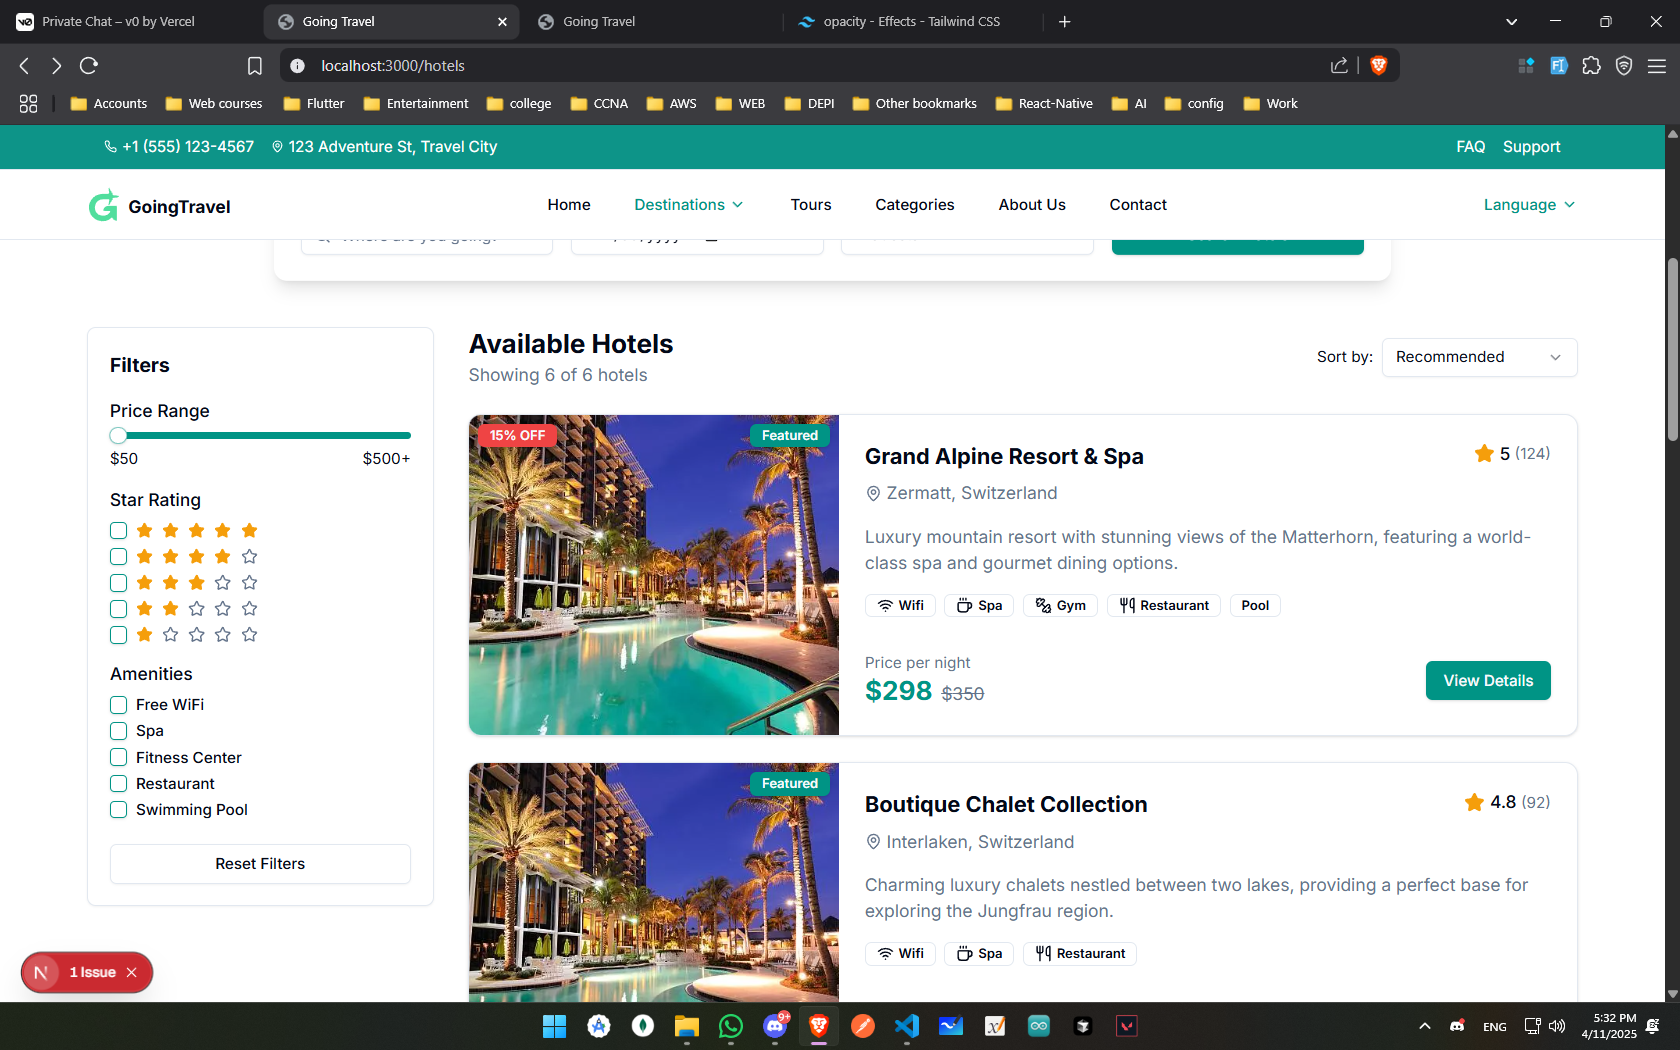 Private Chat – v0 by Vercel
Going Travel
Going Travel
opacity - Effects - Tailwind CSS
localhost:3000/hotels
Accounts
Web courses
Flutter
Entertainment
college
CCNA
AWS
WEB
DEPI
Other bookmarks
React-Native
AI
config
Work
+1 (555) 123-4567
123 Adventure St, Travel City
FAQ
Support
GoingTravel
Home
Destinations
Tours
Categories
About Us
Contact
Language
Filters
Price Range
$50
$500+
Star Rating
Amenities
Free WiFi
Spa
Fitness Center
Restaurant
Swimming Pool
Reset Filters
Available Hotels
Showing 6 of 6 hotels
Sort by:
Recommended
15% OFF
Featured
Grand Alpine Resort & Spa
5 (124)
Zermatt, Switzerland
Luxury mountain resort with stunning views of the Matterhorn, featuring a world-
class spa and gourmet dining options.
Wifi
Spa
Gym
Restaurant
Pool
Price per night
$298 $350
View Details
Featured
Boutique Chalet Collection
4.8 (92)
Interlaken, Switzerland
Charming luxury chalets nestled between two lakes, providing a perfect base for
exploring the Jungfrau region.
Wifi
Spa
Restaurant
N
1 Issue
9+
ENG
5:32 PM
4/11/2025